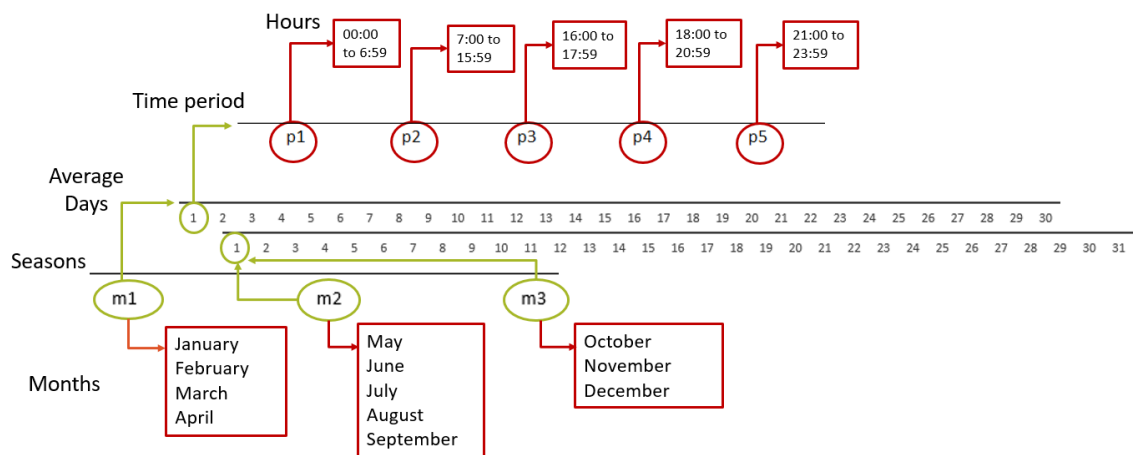 Hours
00:00
to 6:59
7:00 to
15:59
16:00 to
17:59
18:00 to
20:59
21:00 to
23:59
Time period
p1 p2 p3 p4 p5
Average
Days
1 2 3 4 5 6 7 8 9 10 11 12 13 14 15 16 17 18 19 20 21 22 23 24 25 26 27 28 29 30
1 2 3 4 5 6 7 8 9 10 11 12 13 14 15 16 17 18 19 20 21 22 23 24 25 26 27 28 29 30 31
Seasons
m1 m2 m3
Months
January
February
March
April
May
June
July
August
September
October
November
December